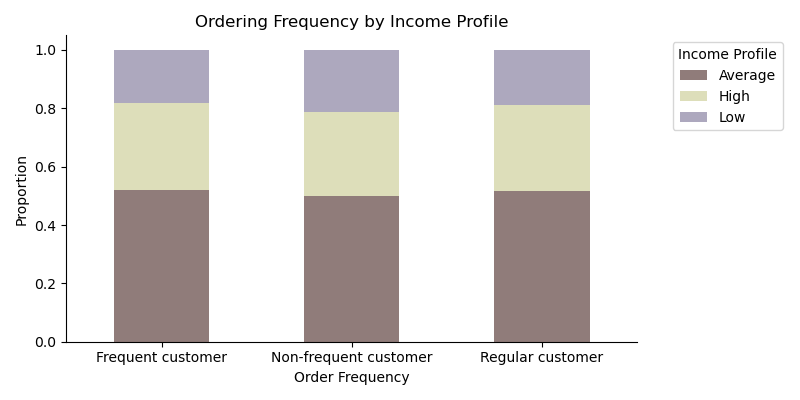 Ordering Frequency by Income Profile
Income Profile
Average
High
Low
1.0
0.8
0.6
0.4
0.2
0.0
Proportion
Frequent customer
Non-frequent customer
Regular customer
Order Frequency